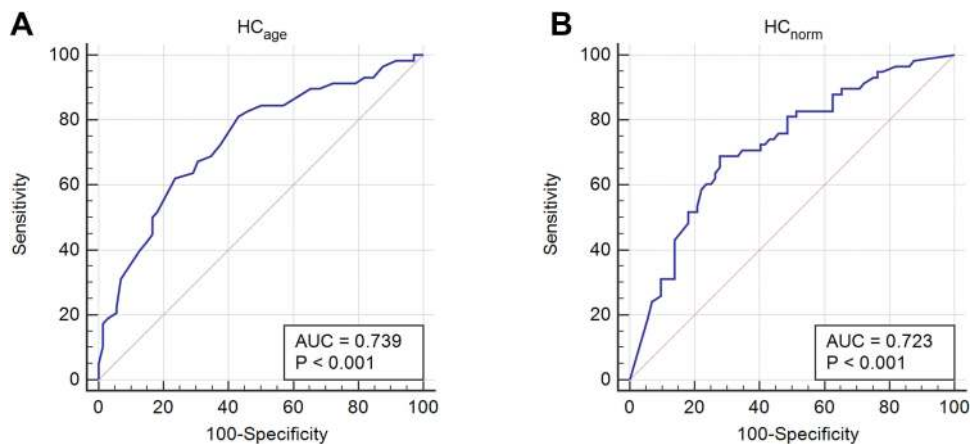 A
HC_age
Sensitivity
100
80
60
40
20
0
AUC = 0.739
P < 0.001
0 20 40 60 80 100
100-Specificity
B
HC_norm
Sensitivity
100
80
60
40
20
0
AUC = 0.723
P < 0.001
0 20 40 60 80 100
100-Specificity